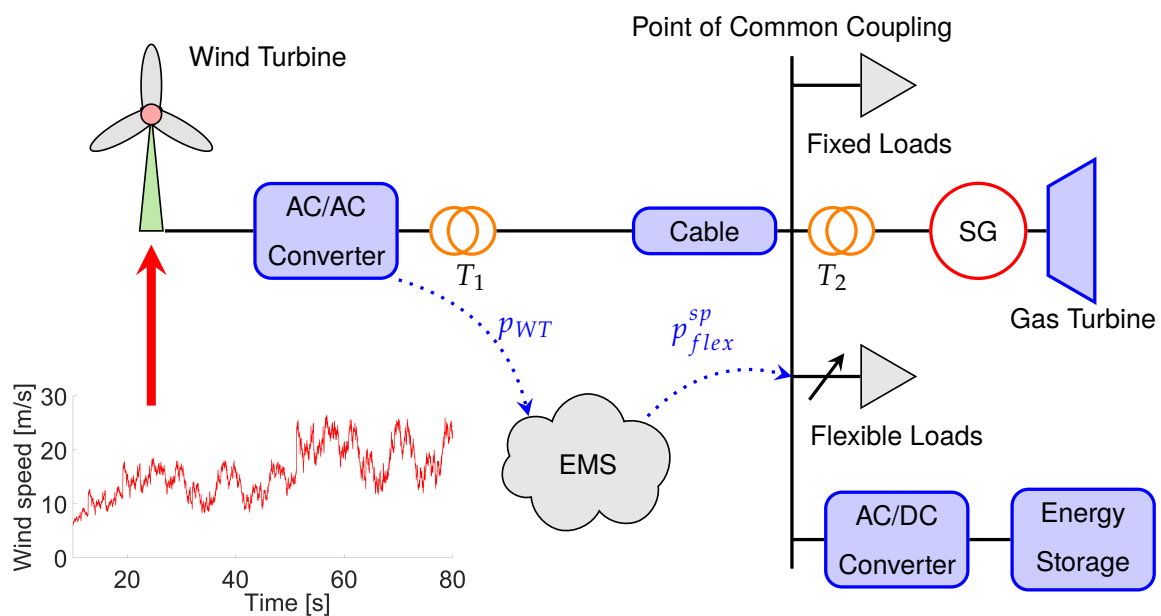 Point of Common Coupling
Wind Turbine
Fixed Loads
AC/AC
Converter
T1
Cable
T2
SG
Gas Turbine
pWT
p^{sp}_{flex}
EMS
Flexible Loads
AC/DC
Converter
Energy
Storage
Wind speed [m/s]
30
20
10
0
20
40
60
80
Time [s]